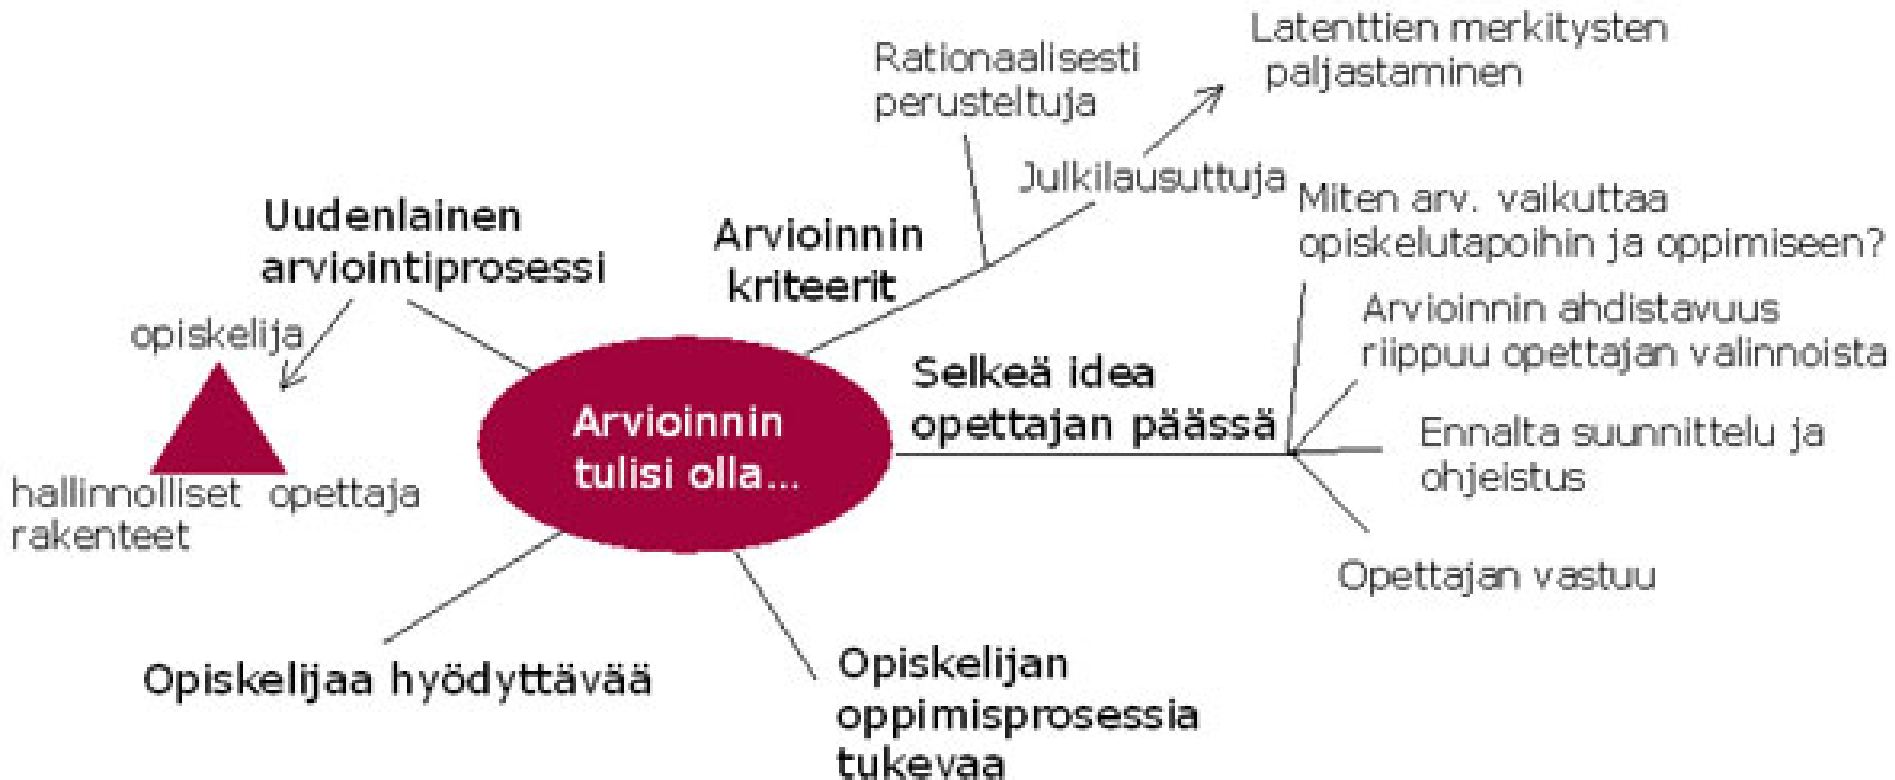 Latenttien merkitysten
paljastaminen
Rationaalisesti
perusteltuja
Julkilausuttuja
Miten arv. vaikuttaa
opiskelutapoihin ja oppimiseen?
Uudenlainen
arviointiprosessi
Arvioinnin
kriteerit
opiskelija
hallinnolliset opettaja
rakenteet
Arvioinnin ahdistavuus
riippuu opettajan valinnoista
Selkeä idea
opettajan päässä
Arvioinnin
tulisi olla...
Ennalta suunnittelu ja
ohjeistus
Opettajan vastuu
Opiskelijaa hyödyttävää
Opiskelijan
oppimisprosessia
tukevaa